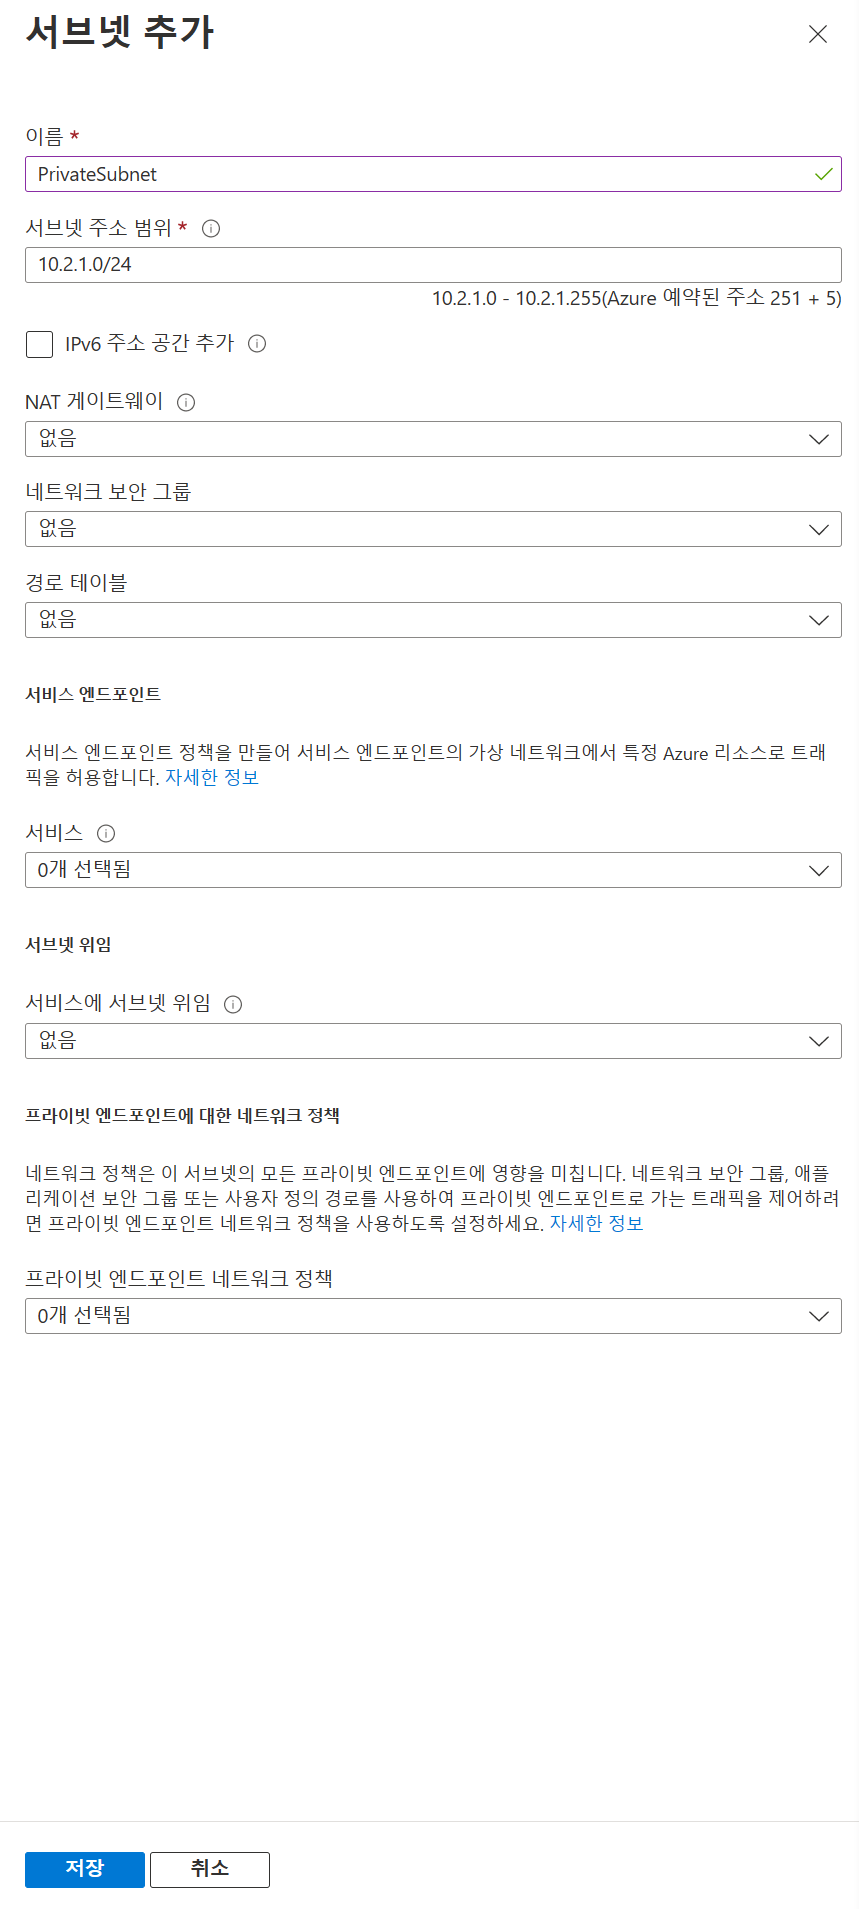 서브넷 추가
이름 *
PrivateSubnet
서브넷 주소 범위 *
10.2.1.0/24
10.2.1.0 - 10.2.1.255(Azure 예약된 주소 251 + 5)
IPv6 주소 공간 추가
NAT 게이트웨이
없음
네트워크 보안 그룹
없음
경로 테이블
없음
서비스 엔드포인트
서비스 엔드포인트 정책을 만들어 서비스 엔드포인트의 가상 네트워크에서 특정 Azure 리소스로 트래
픽을 허용합니다. 자세한 정보
서비스
0개 선택됨
서브넷 위임
서비스에 서브넷 위임
없음
프라이빗 엔드포인트에 대한 네트워크 정책
네트워크 정책은 이 서브넷의 모든 프라이빗 엔드포인트에 영향을 미칩니다. 네트워크 보안 그룹, 애플
리케이션 보안 그룹 또는 사용자 정의 경로를 사용하여 프라이빗 엔드포인트로 가는 트래픽을 제어하려
면 프라이빗 엔드포인트 네트워크 정책을 사용하도록 설정하세요. 자세한 정보
프라이빗 엔드포인트 네트워크 정책
0개 선택됨
저장 취소